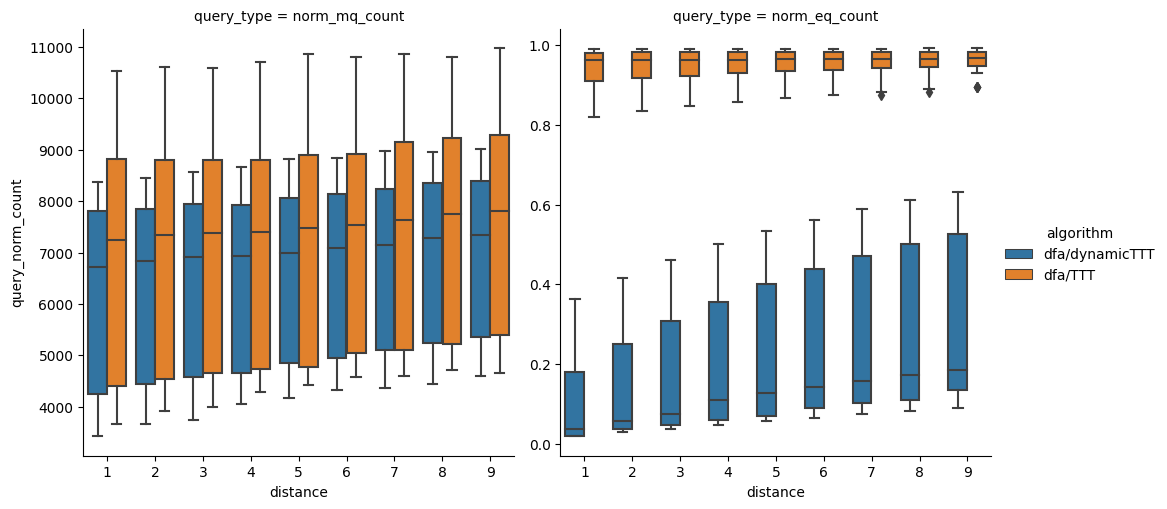 query_type = norm_mq_count
query_type = norm_eq_count
query_norm_count
11000
10000
9000
8000
7000
6000
5000
4000
1 2 3 4 5 6 7 8 9
distance
1.0
0.8
0.6
0.4
0.2
0.0
1 2 3 4 5 6 7 8 9
distance
algorithm
dfa/dynamicTTT
dfa/TTT